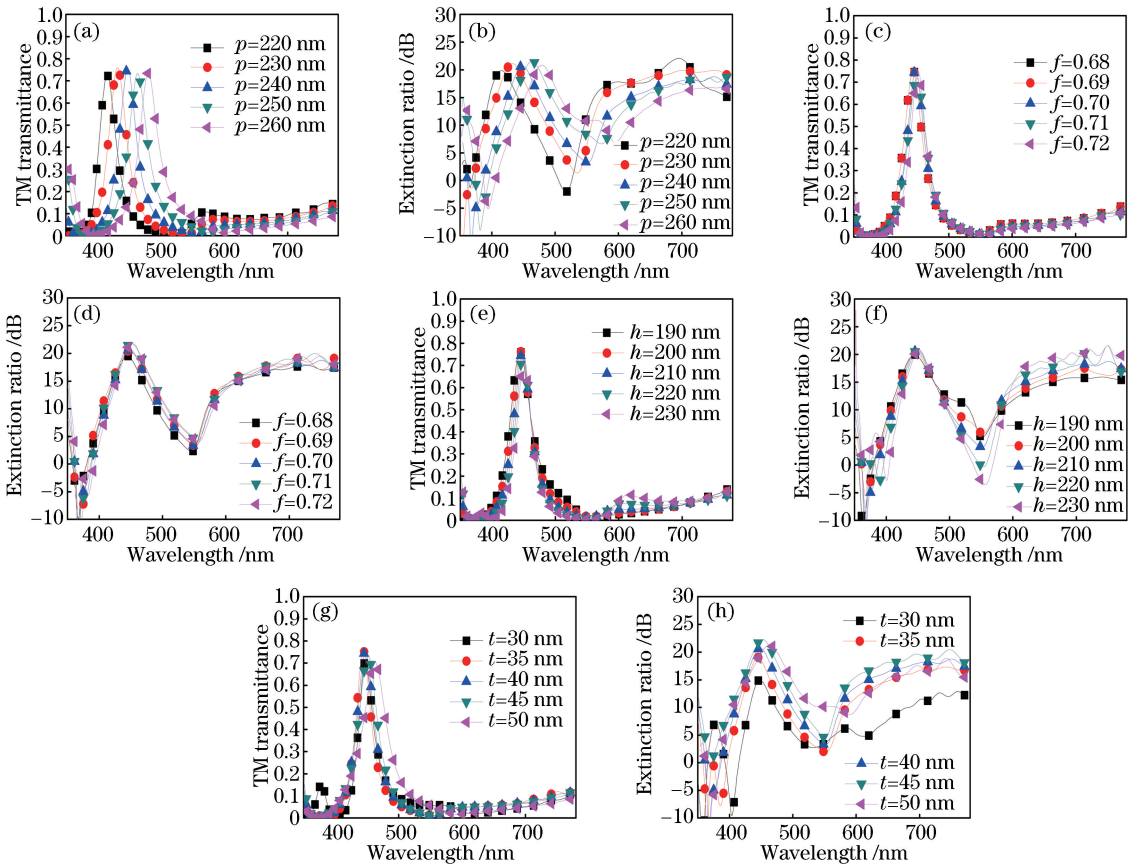 (a)
TM transmittance
1.0
0.9
0.8
0.7
0.6
0.5
0.4
0.3
0.2
0.1
0
p=220 nm
p=230 nm
p=240 nm
p=250 nm
p=260 nm
400 500 600 700
Wavelength /nm
(b)
Extinction ratio /dB
30
25
20
15
10
5
0
-5
-10
p=220 nm
p=230 nm
p=240 nm
p=250 nm
p=260 nm
400 500 600 700
Wavelength /nm
(c)
TM transmittance
1.0
0.9
0.8
0.7
0.6
0.5
0.4
0.3
0.2
0.1
0
f=0.68
f=0.69
f=0.70
f=0.71
f=0.72
400 500 600 700
Wavelength /nm
(d)
Extinction ratio /dB
30
25
20
15
10
5
0
-5
-10
f=0.68
f=0.69
f=0.70
f=0.71
f=0.72
400 500 600 700
Wavelength /nm
(e)
TM transmittance
1.0
0.9
0.8
0.7
0.6
0.5
0.4
0.3
0.2
0.1
0
h=190 nm
h=200 nm
h=210 nm
h=220 nm
h=230 nm
400 500 600 700
Wavelength /nm
(f)
Extinction ratio /dB
30
25
20
15
10
5
0
-5
-10
h=190 nm
h=200 nm
h=210 nm
h=220 nm
h=230 nm
400 500 600 700
Wavelength /nm
(g)
TM transmittance
1.0
0.9
0.8
0.7
0.6
0.5
0.4
0.3
0.2
0.1
0
t=30 nm
t=35 nm
t=40 nm
t=45 nm
t=50 nm
400 500 600 700
Wavelength /nm
(h)
Extinction ratio /dB
30
25
20
15
10
5
0
-5
-10
t=30 nm
t=35 nm
t=40 nm
t=45 nm
t=50 nm
400 500 600 700
Wavelength /nm